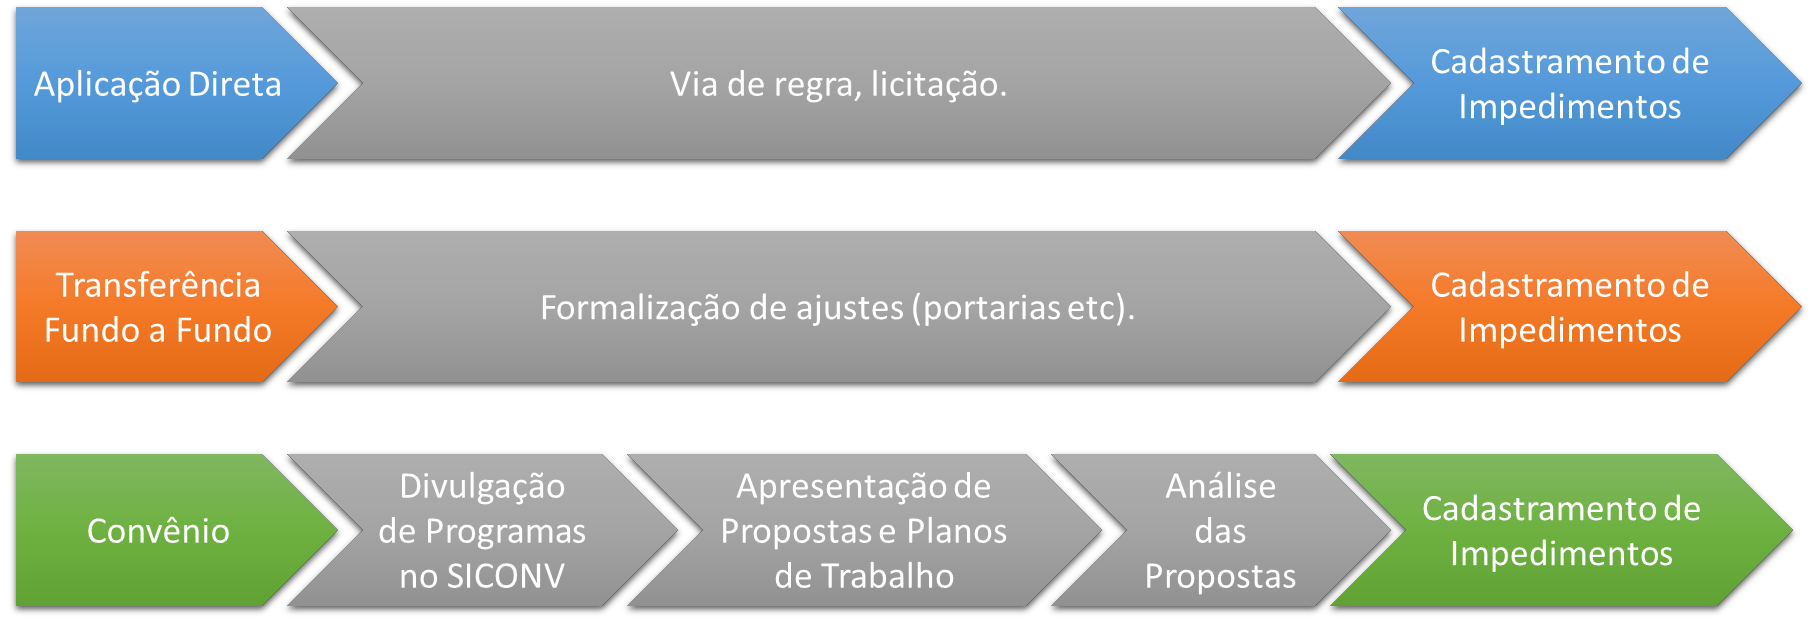 Aplicação Direta
Via de regra, licitação.
Cadastramento de
Impedimentos
Transferência
Fundo a Fundo
Formalização de ajustes (portarias etc).
Cadastramento de
Impedimentos
Convênio
Divulgação
de Programas
no SICONV
Apresentação de
Propostas e Planos
de Trabalho
Análise
das
Propostas
Cadastramento de
Impedimentos